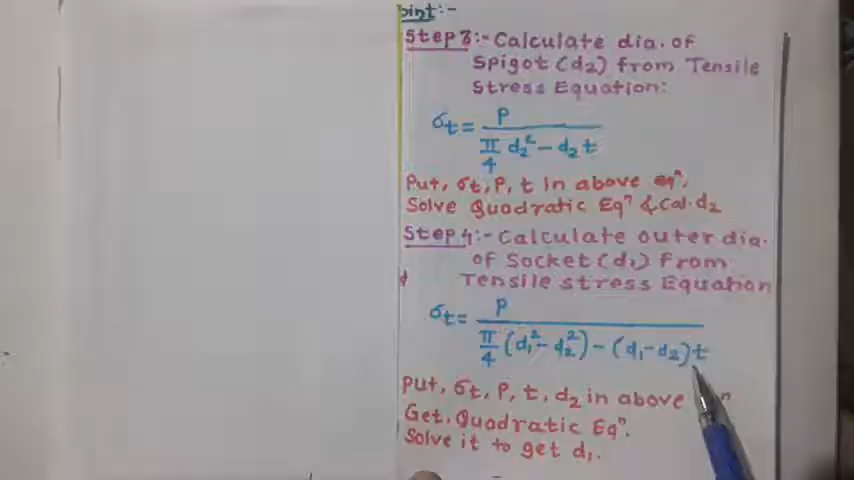 oint:-
Step 3:- Calculate dia. of
Spigot (d₂) from Tensile
Stress Equation:
σt = P / (π/4 d₂² - d₂ t)
Put, σt, P, t in above eqⁿ.
Solve Quadratic Eqⁿ & Cal. d₂
Step 4:- Calculate outer dia.
of Socket (d₁) from
Tensile stress Equation
σt = P / (π/4 (d₁² - d₂²) - (d₁ - d₂) t)
Put, σt, P, t, d₂ in above
Get, Quadratic Eqⁿ.
Solve it to get d₁.